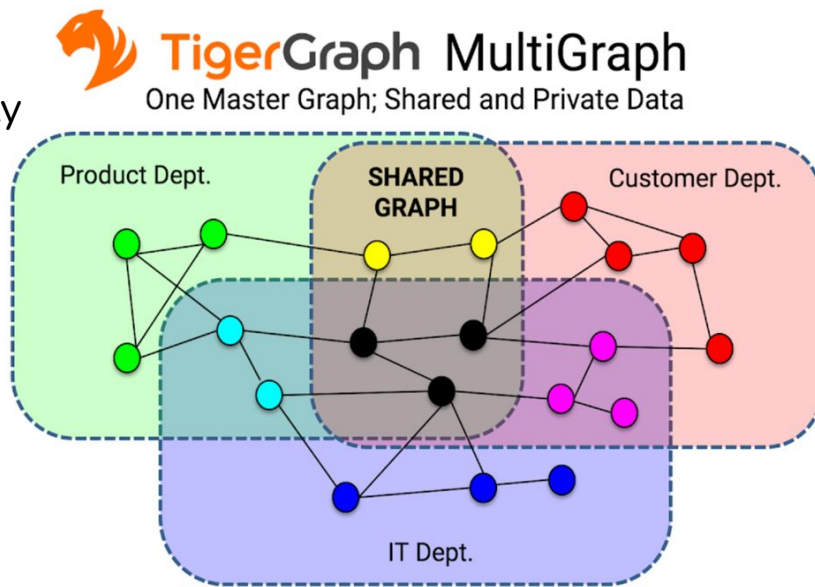 TigerGraph MultiGraph
One Master Graph; Shared and Private Data
y
Product Dept.
SHARED
GRAPH
Customer Dept.
IT Dept.